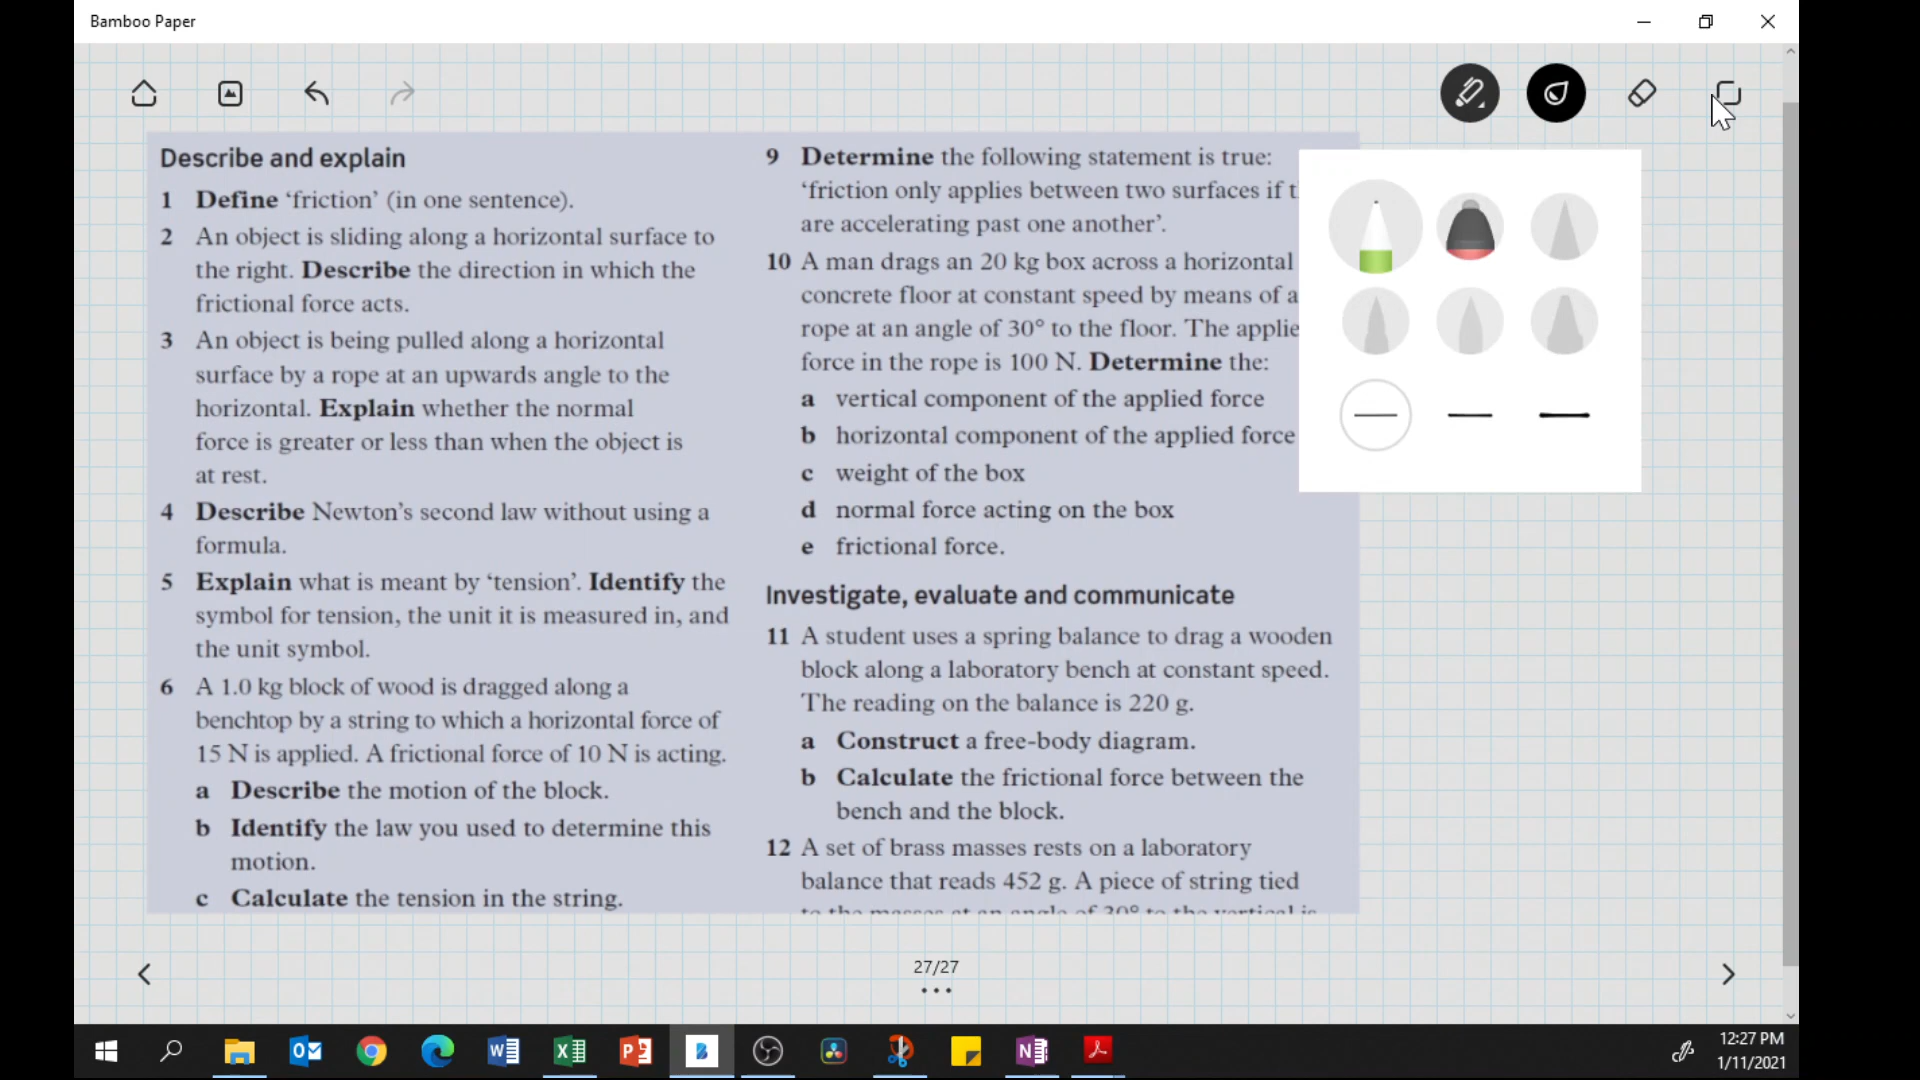 Bamboo Paper
Describe and explain
1 Define ‘friction’ (in one sentence).
2 An object is sliding along a horizontal surface to
the right. Describe the direction in which the
frictional force acts.
3 An object is being pulled along a horizontal
surface by a rope at an upwards angle to the
horizontal. Explain whether the normal
force is greater or less than when the object is
at rest.
4 Describe Newton’s second law without using a
formula.
5 Explain what is meant by ‘tension’. Identify the
symbol for tension, the unit it is measured in, and
the unit symbol.
6 A 1.0 kg block of wood is dragged along a
benchtop by a string to which a horizontal force of
15 N is applied. A frictional force of 10 N is acting.
a Describe the motion of the block.
b Identify the law you used to determine this
motion.
c Calculate the tension in the string.
9 Determine the following statement is true:
‘friction only applies between two surfaces if
are accelerating past one another’.
10 A man drags an 20 kg box across a horizontal
concrete floor at constant speed by means of a
rope at an angle of 30° to the floor. The
force in the rope is 100 N. Determine the:
a vertical component of the applied force
b horizontal component of the applied force
c weight of the box
d normal force acting on the box
e frictional force.
Investigate, evaluate and communicate
11 A student uses a spring balance to drag a wooden
block along a laboratory bench at constant speed.
The reading on the balance is 220 g.
a Construct a free-body diagram.
b Calculate the frictional force between the
bench and the block.
12 A set of brass masses rests on a laboratory
balance that reads 452 g. A piece of string tied
to the masses at an angle of 30° to the vertical is
27/27
12:27 PM
1/11/2021